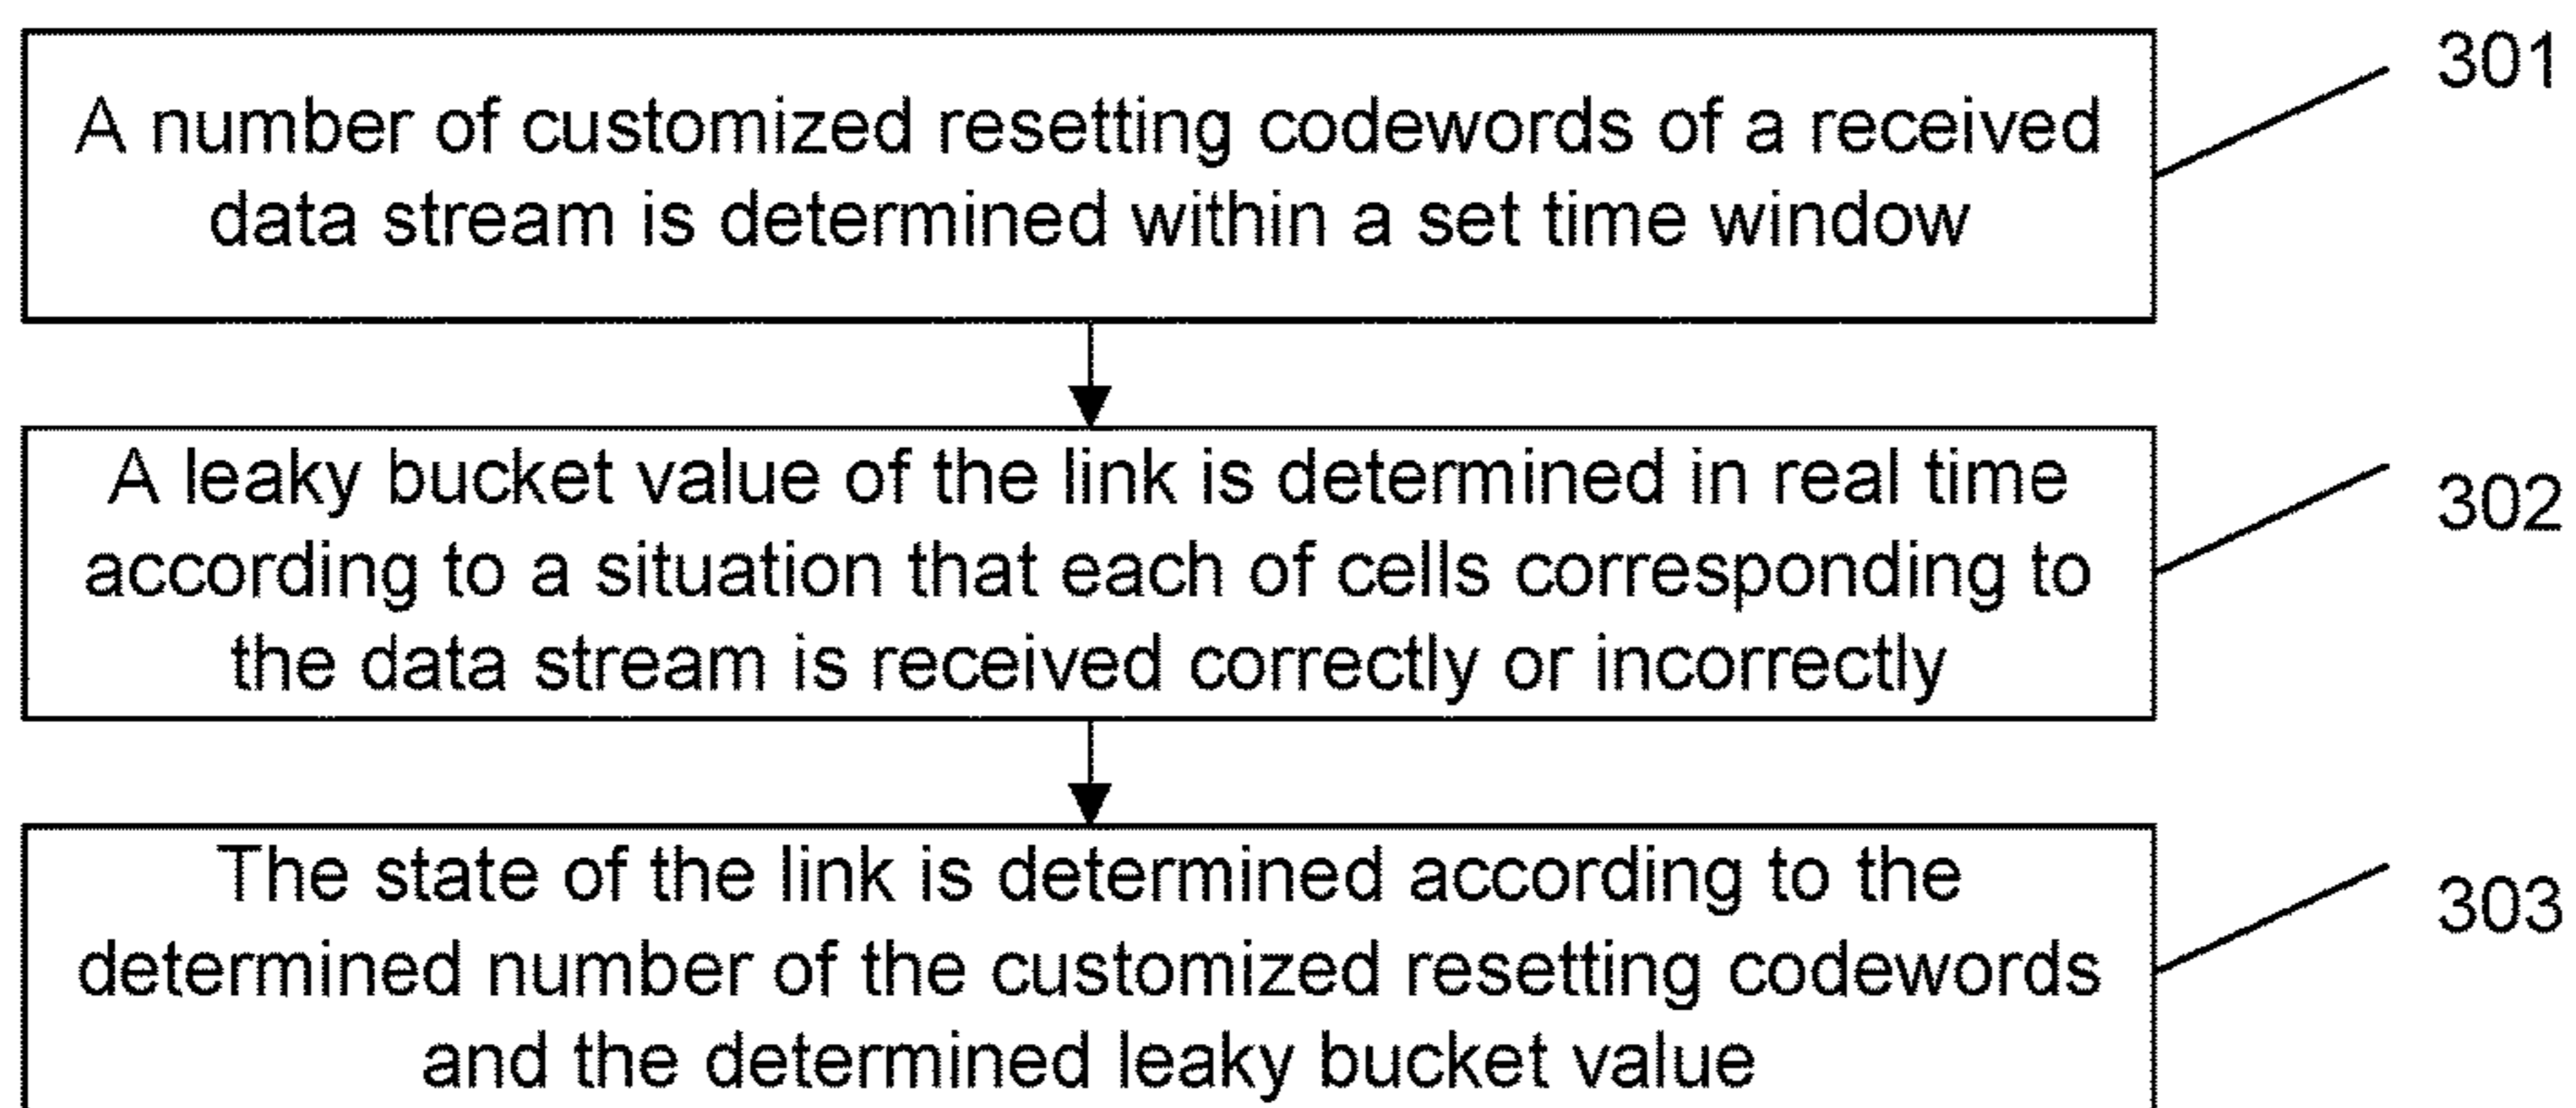 A number of customized resetting codewords of a received
data stream is determined within a set time window
301
A leaky bucket value of the link is determined in real time
according to a situation that each of cells corresponding to
the data stream is received correctly or incorrectly
302
The state of the link is determined according to the
determined number of the customized resetting codewords
and the determined leaky bucket value
303